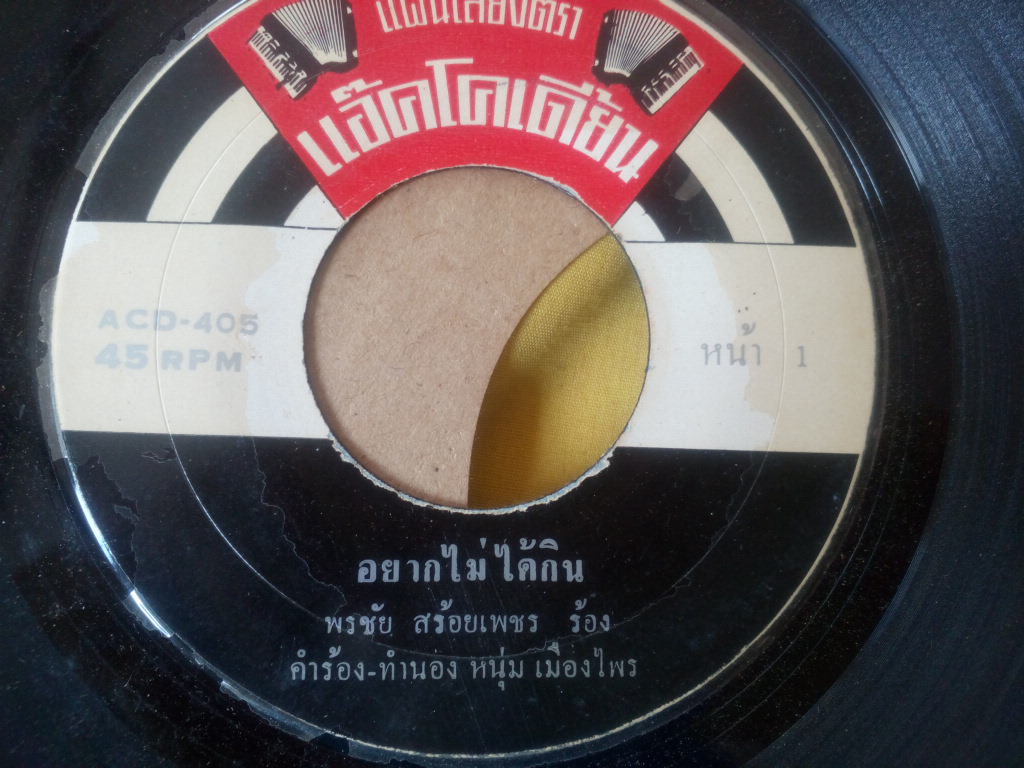 แผ่นเสียงตรา
แอ๊คโคเดี้ยน
ACD-405
45 RPM
หน้า 1
อยากไม่ได้กิน
พรชัย สร้อยเพชร ร้อง
คำร้อง-ทำนอง หนุ่ม เมืองไพร